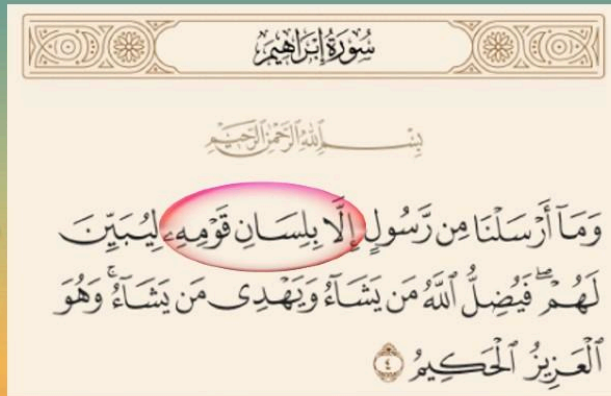 سُورَةُ إِبۡرَاهِيمَ
بِسۡمِ ٱللَّهِ ٱلرَّحۡمَٰنِ ٱلرَّحِيمِ
وَمَآ أَرۡسَلۡنَا مِن رَّسُولٍ إِلَّا بِلِسَانِ قَوۡمِهِۦ لِيُبَيِّنَ
لَهُمۡۖ فَيُضِلُّ ٱللَّهُ مَن يَشَآءُ وَيَهۡدِي مَن يَشَآءُۚ وَهُوَ
ٱلۡعَزِيزُ ٱلۡحَكِيمُ ٤